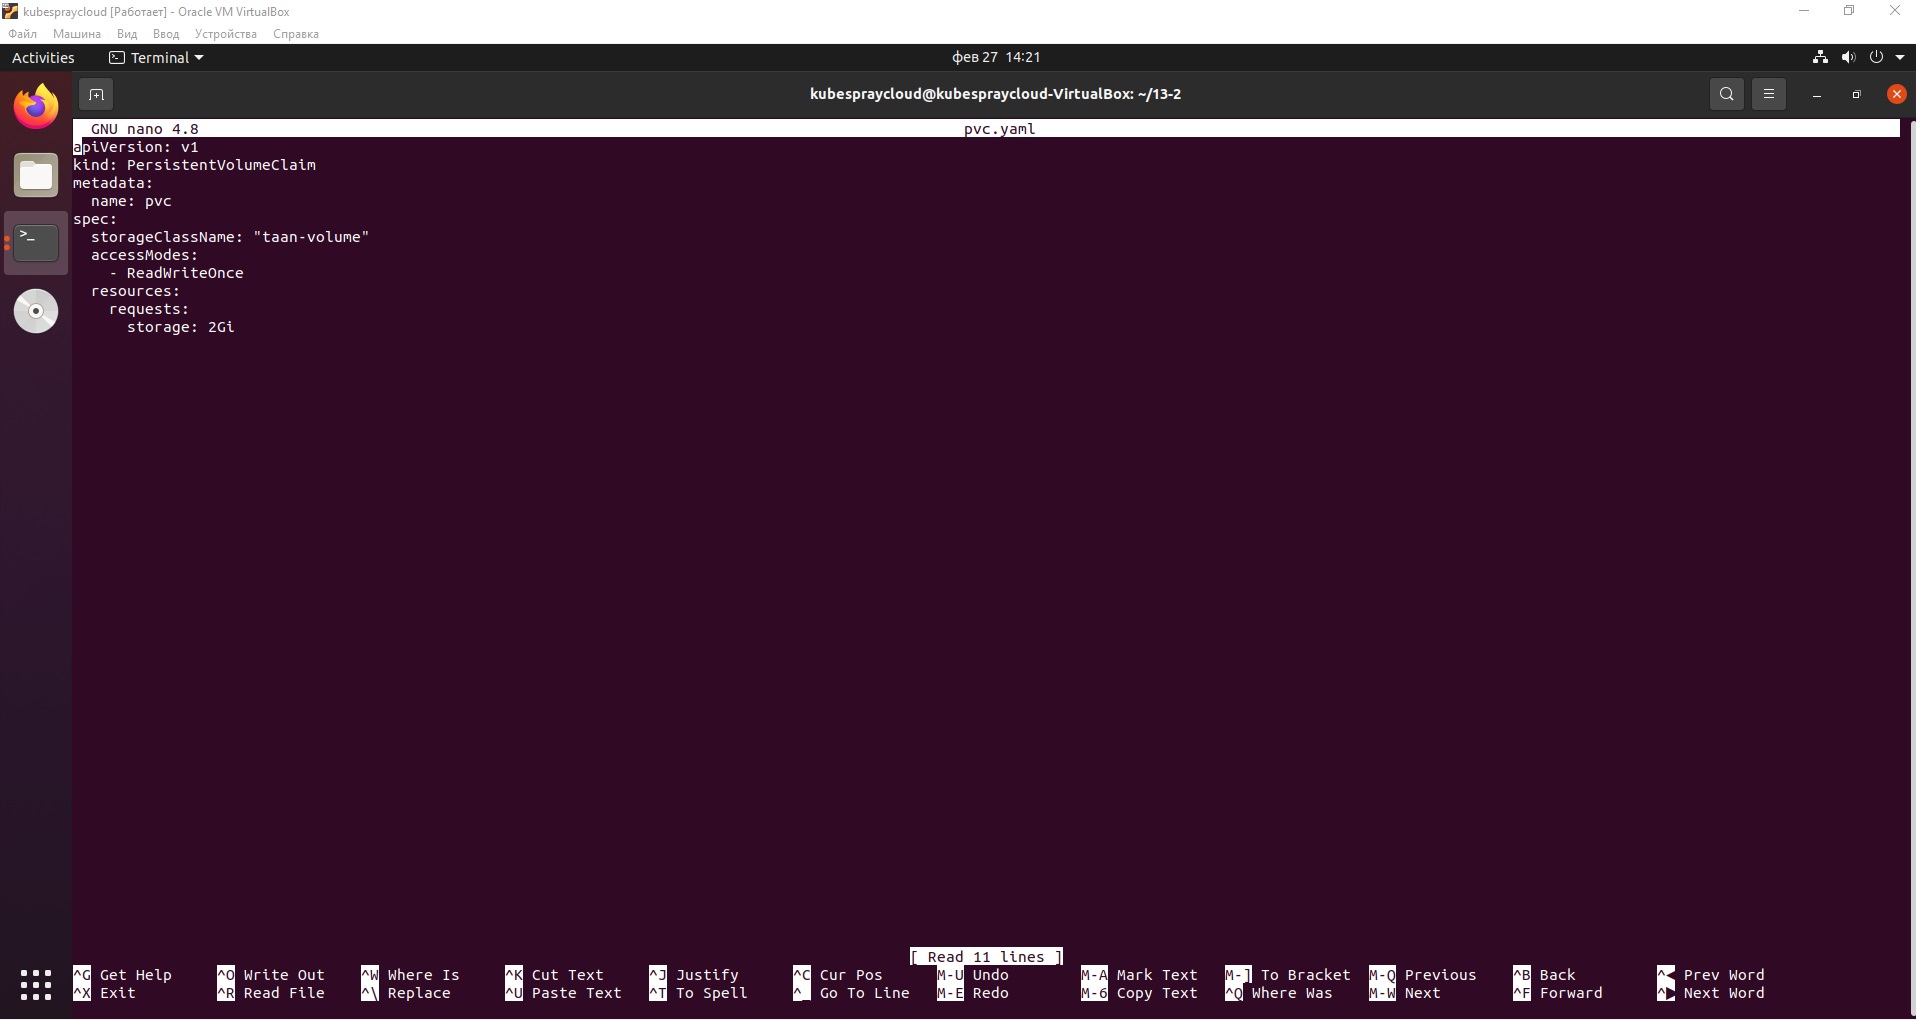 kubespraycloud [Работает] - Oracle VM VirtualBox
Файл Машина Вид Ввод Устройства Справка
Activities Terminal фев 27 14:21
kubespraycloud@kubespraycloud-VirtualBox: ~/13-2
GNU nano 4.8 pvc.yaml
apiVersion: v1
kind: PersistentVolumeClaim
metadata:
  name: pvc
spec:
  storageClassName: "taan-volume"
  accessModes:
    - ReadWriteOnce
  resources:
    requests:
      storage: 2Gi
[ Read 11 lines ]
^G Get Help ^O Write Out ^W Where Is ^K Cut Text ^J Justify ^C Cur Pos M-U Undo M-A Mark Text M-] To Bracket M-Q Previous ^B Back ^◀ Prev Word
^X Exit ^R Read File ^\ Replace ^U Paste Text ^T To Spell ^_ Go To Line M-E Redo M-6 Copy Text ^Q Where Was M-W Next ^F Forward ^▶ Next Word